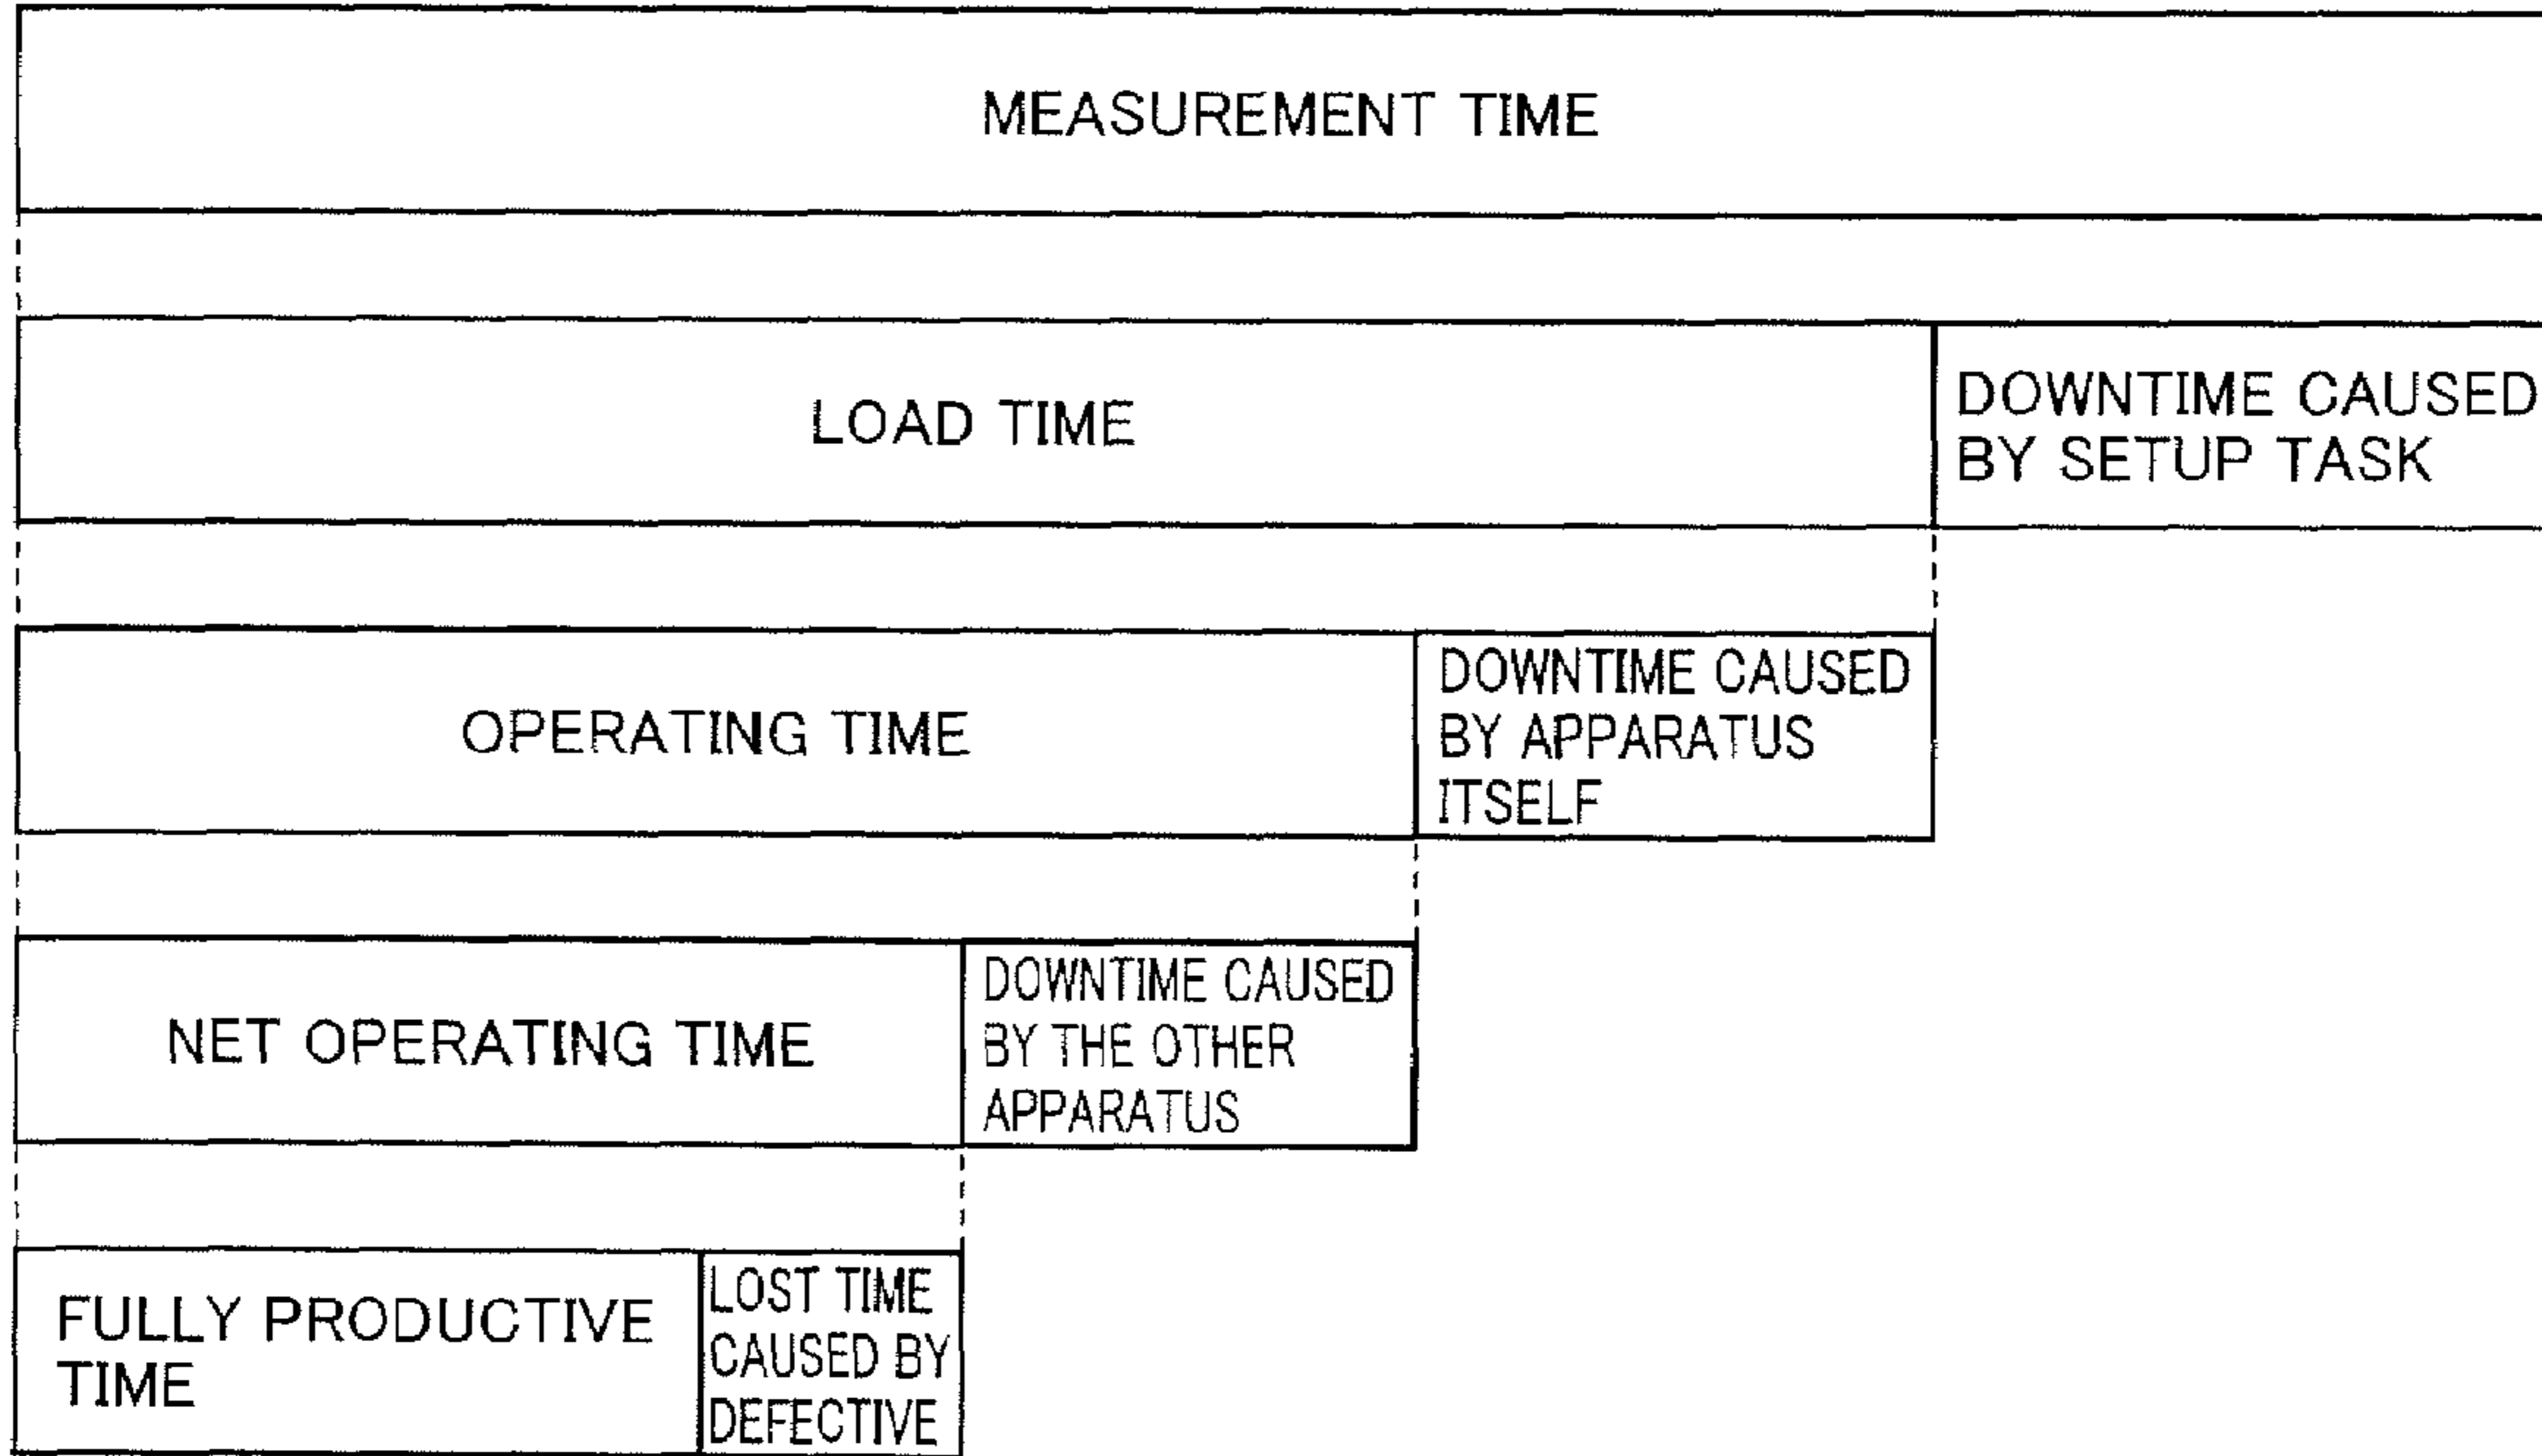 MEASUREMENT TIME
LOAD TIME
DOWNTIME CAUSED
BY SETUP TASK
OPERATING TIME
DOWNTIME CAUSED
BY APPARATUS
ITSELF
NET OPERATING TIME
DOWNTIME CAUSED
BY THE OTHER
APPARATUS
FULLY PRODUCTIVE
TIME
LOST TIME
CAUSED BY
DEFECTIVE